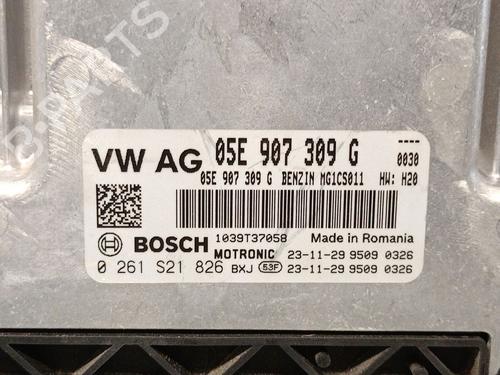 B-PARTS
VW AG 05E 907 309 G ----
0030
05E 907 309 G BENZIN MG1CS011 HW: H20
BOSCH 1039T37058 Made in Romania
MOTRONIC 23-11-29 9509 0326
0 261 S21 826 BXJ 53F 23-11-29 9509 0326